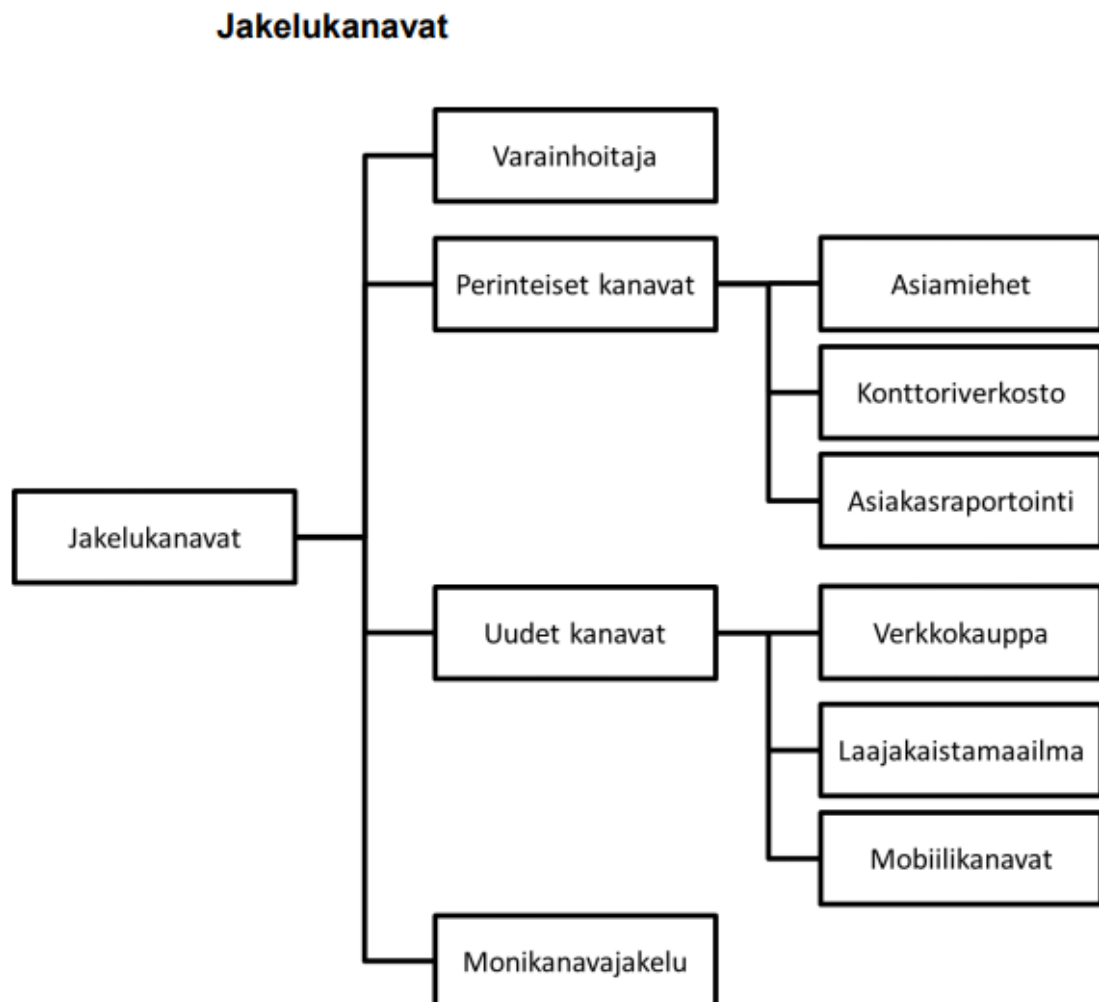 Jakelukanavat
Varainhoitaja
Perinteiset kanavat
Asiamiehet
Konttoriverkosto
Asiakasraportointi
Jakelukanavat
Uudet kanavat
Verkkokauppa
Laajakaistamaailma
Mobiilikanavat
Monikanavajakelu